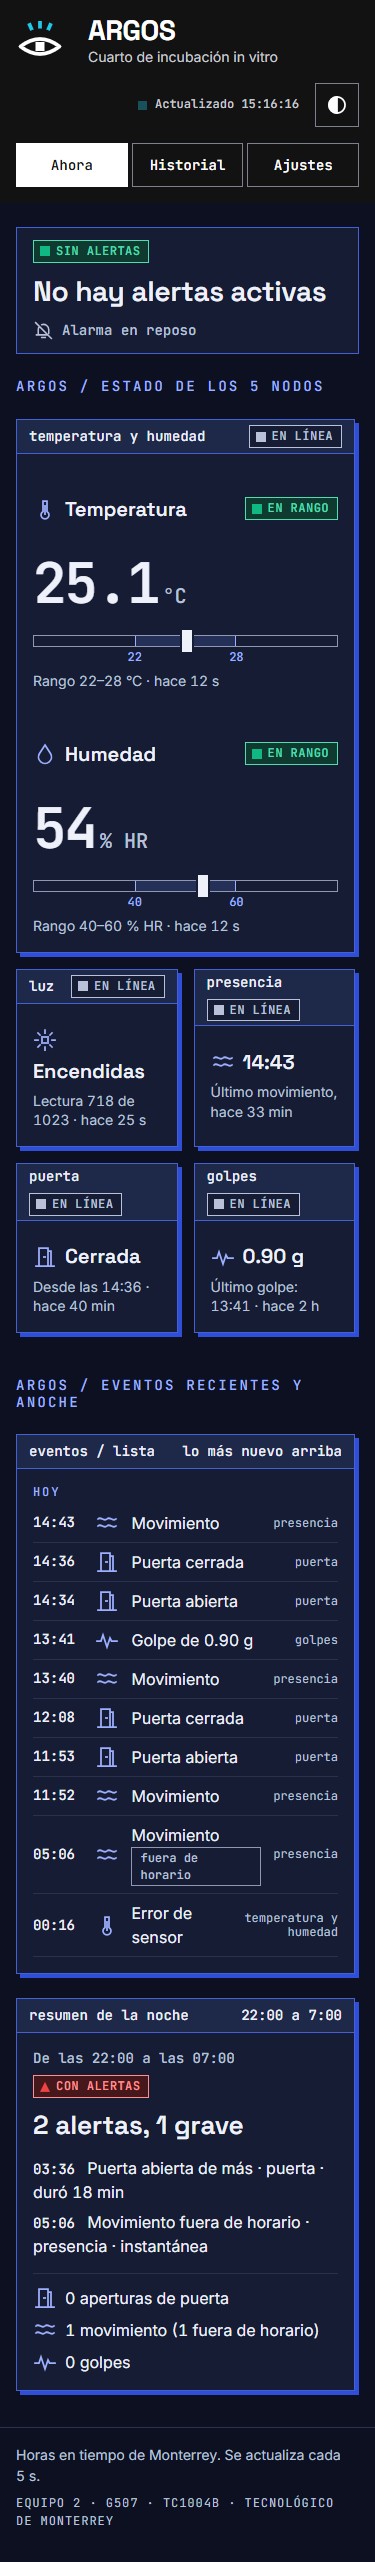 ARGOS
Cuarto de incubación in vitro
Actualizado 15:16:16
Ahora Historial Ajustes
SIN ALERTAS
No hay alertas activas
Alarma en reposo
ARGOS / ESTADO DE LOS 5 NODOS
temperatura y humedad EN LÍNEA
Temperatura EN RANGO
25.1 °C
22 28
Rango 22–28 °C · hace 12 s
Humedad EN RANGO
54 % HR
40 60
Rango 40–60 % HR · hace 12 s
luz EN LÍNEA
Encendidas
Lectura 718 de
1023 · hace 25 s
presencia
EN LÍNEA
14:43
Último movimiento,
hace 33 min
puerta
EN LÍNEA
Cerrada
Desde las 14:36 ·
hace 40 min
golpes
EN LÍNEA
0.90 g
Último golpe:
13:41 · hace 2 h
ARGOS / EVENTOS RECIENTES Y
ANOCHE
eventos / lista lo más nuevo arriba
HOY
14:43 Movimiento presencia
14:36 Puerta cerrada puerta
14:34 Puerta abierta puerta
13:41 Golpe de 0.90 g golpes
13:40 Movimiento presencia
12:08 Puerta cerrada puerta
11:53 Puerta abierta puerta
11:52 Movimiento presencia
05:06 Movimiento presencia
fuera de
horario
00:16 Error de
sensor
temperatura y
humedad
resumen de la noche 22:00 a 7:00
De las 22:00 a las 07:00
CON ALERTAS
2 alertas, 1 grave
03:36 Puerta abierta de más · puerta ·
duró 18 min
05:06 Movimiento fuera de horario ·
presencia · instantánea
0 aperturas de puerta
1 movimiento (1 fuera de horario)
0 golpes
Horas en tiempo de Monterrey. Se actualiza cada
5 s.
EQUIPO 2 · G507 · TC1004B · TECNOLÓGICO
DE MONTERREY